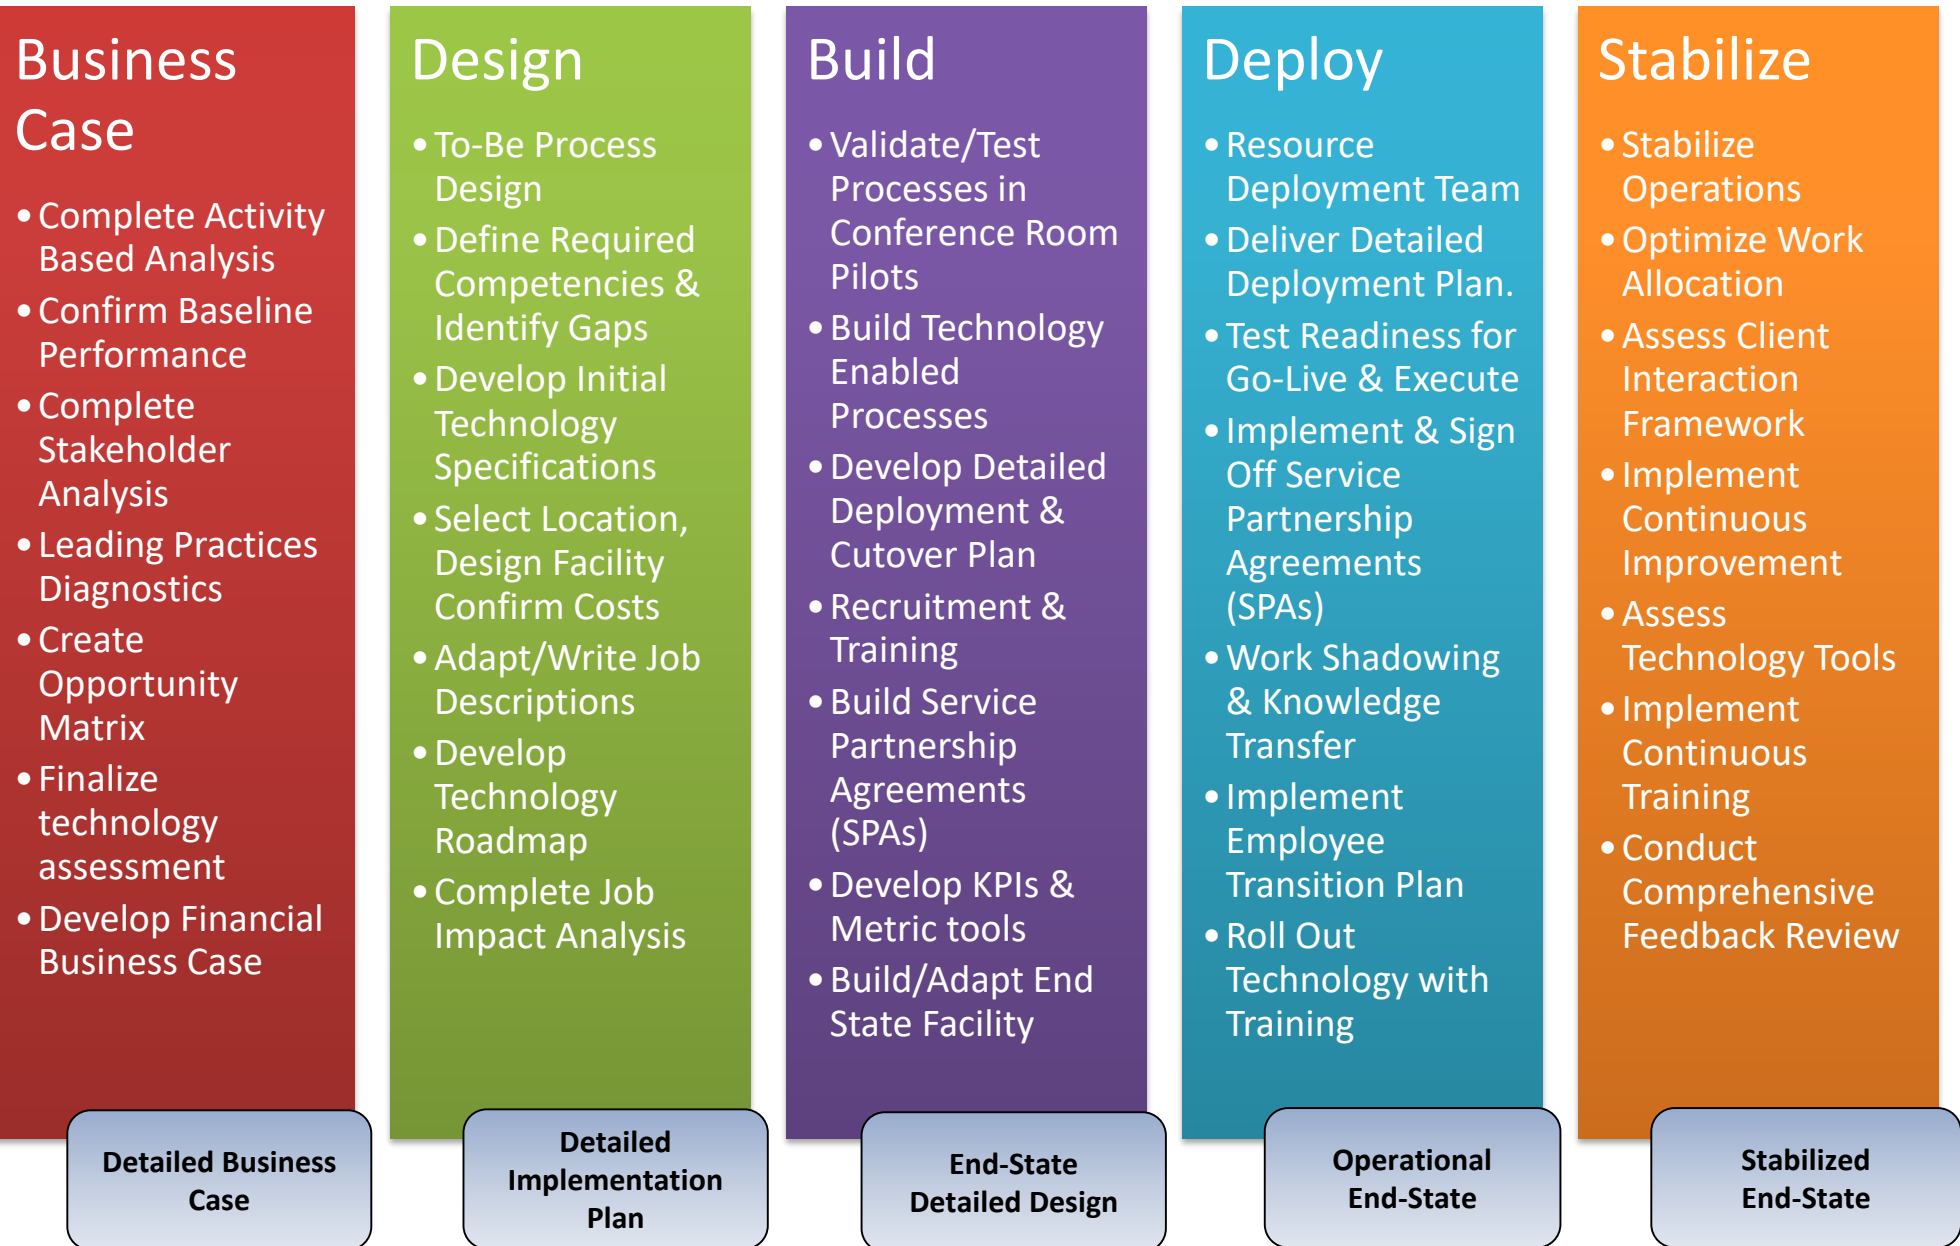 Business
Case
• Complete Activity
Based Analysis
• Confirm Baseline
Performance
• Complete
Stakeholder
Analysis
• Leading Practices
Diagnostics
• Create
Opportunity
Matrix
• Finalize
technology
assessment
• Develop Financial
Business Case
Detailed Business
Case
Design
• To-Be Process
Design
• Define Required
Competencies &
Identify Gaps
• Develop Initial
Technology
Specifications
• Select Location,
Design Facility
Confirm Costs
• Adapt/Write Job
Descriptions
• Develop
Technology
Roadmap
• Complete Job
Impact Analysis
Detailed
Implementation
Plan
Build
• Validate/Test
Processes in
Conference Room
Pilots
• Build Technology
Enabled
Processes
• Develop Detailed
Deployment &
Cutover Plan
• Recruitment &
Training
• Build Service
Partnership
Agreements
(SPAs)
• Develop KPIs &
Metric tools
• Build/Adapt End
State Facility
End-State
Detailed Design
Deploy
• Resource
Deployment Team
• Deliver Detailed
Deployment Plan.
• Test Readiness for
Go-Live & Execute
• Implement & Sign
Off Service
Partnership
Agreements
(SPAs)
• Work Shadowing
& Knowledge
Transfer
• Implement
Employee
Transition Plan
• Roll Out
Technology with
Training
Operational
End-State
Stabilize
• Stabilize
Operations
• Optimize Work
Allocation
• Assess Client
Interaction
Framework
• Implement
Continuous
Improvement
• Assess
Technology Tools
• Implement
Continuous
Training
• Conduct
Comprehensive
Feedback Review
Stabilized
End-State